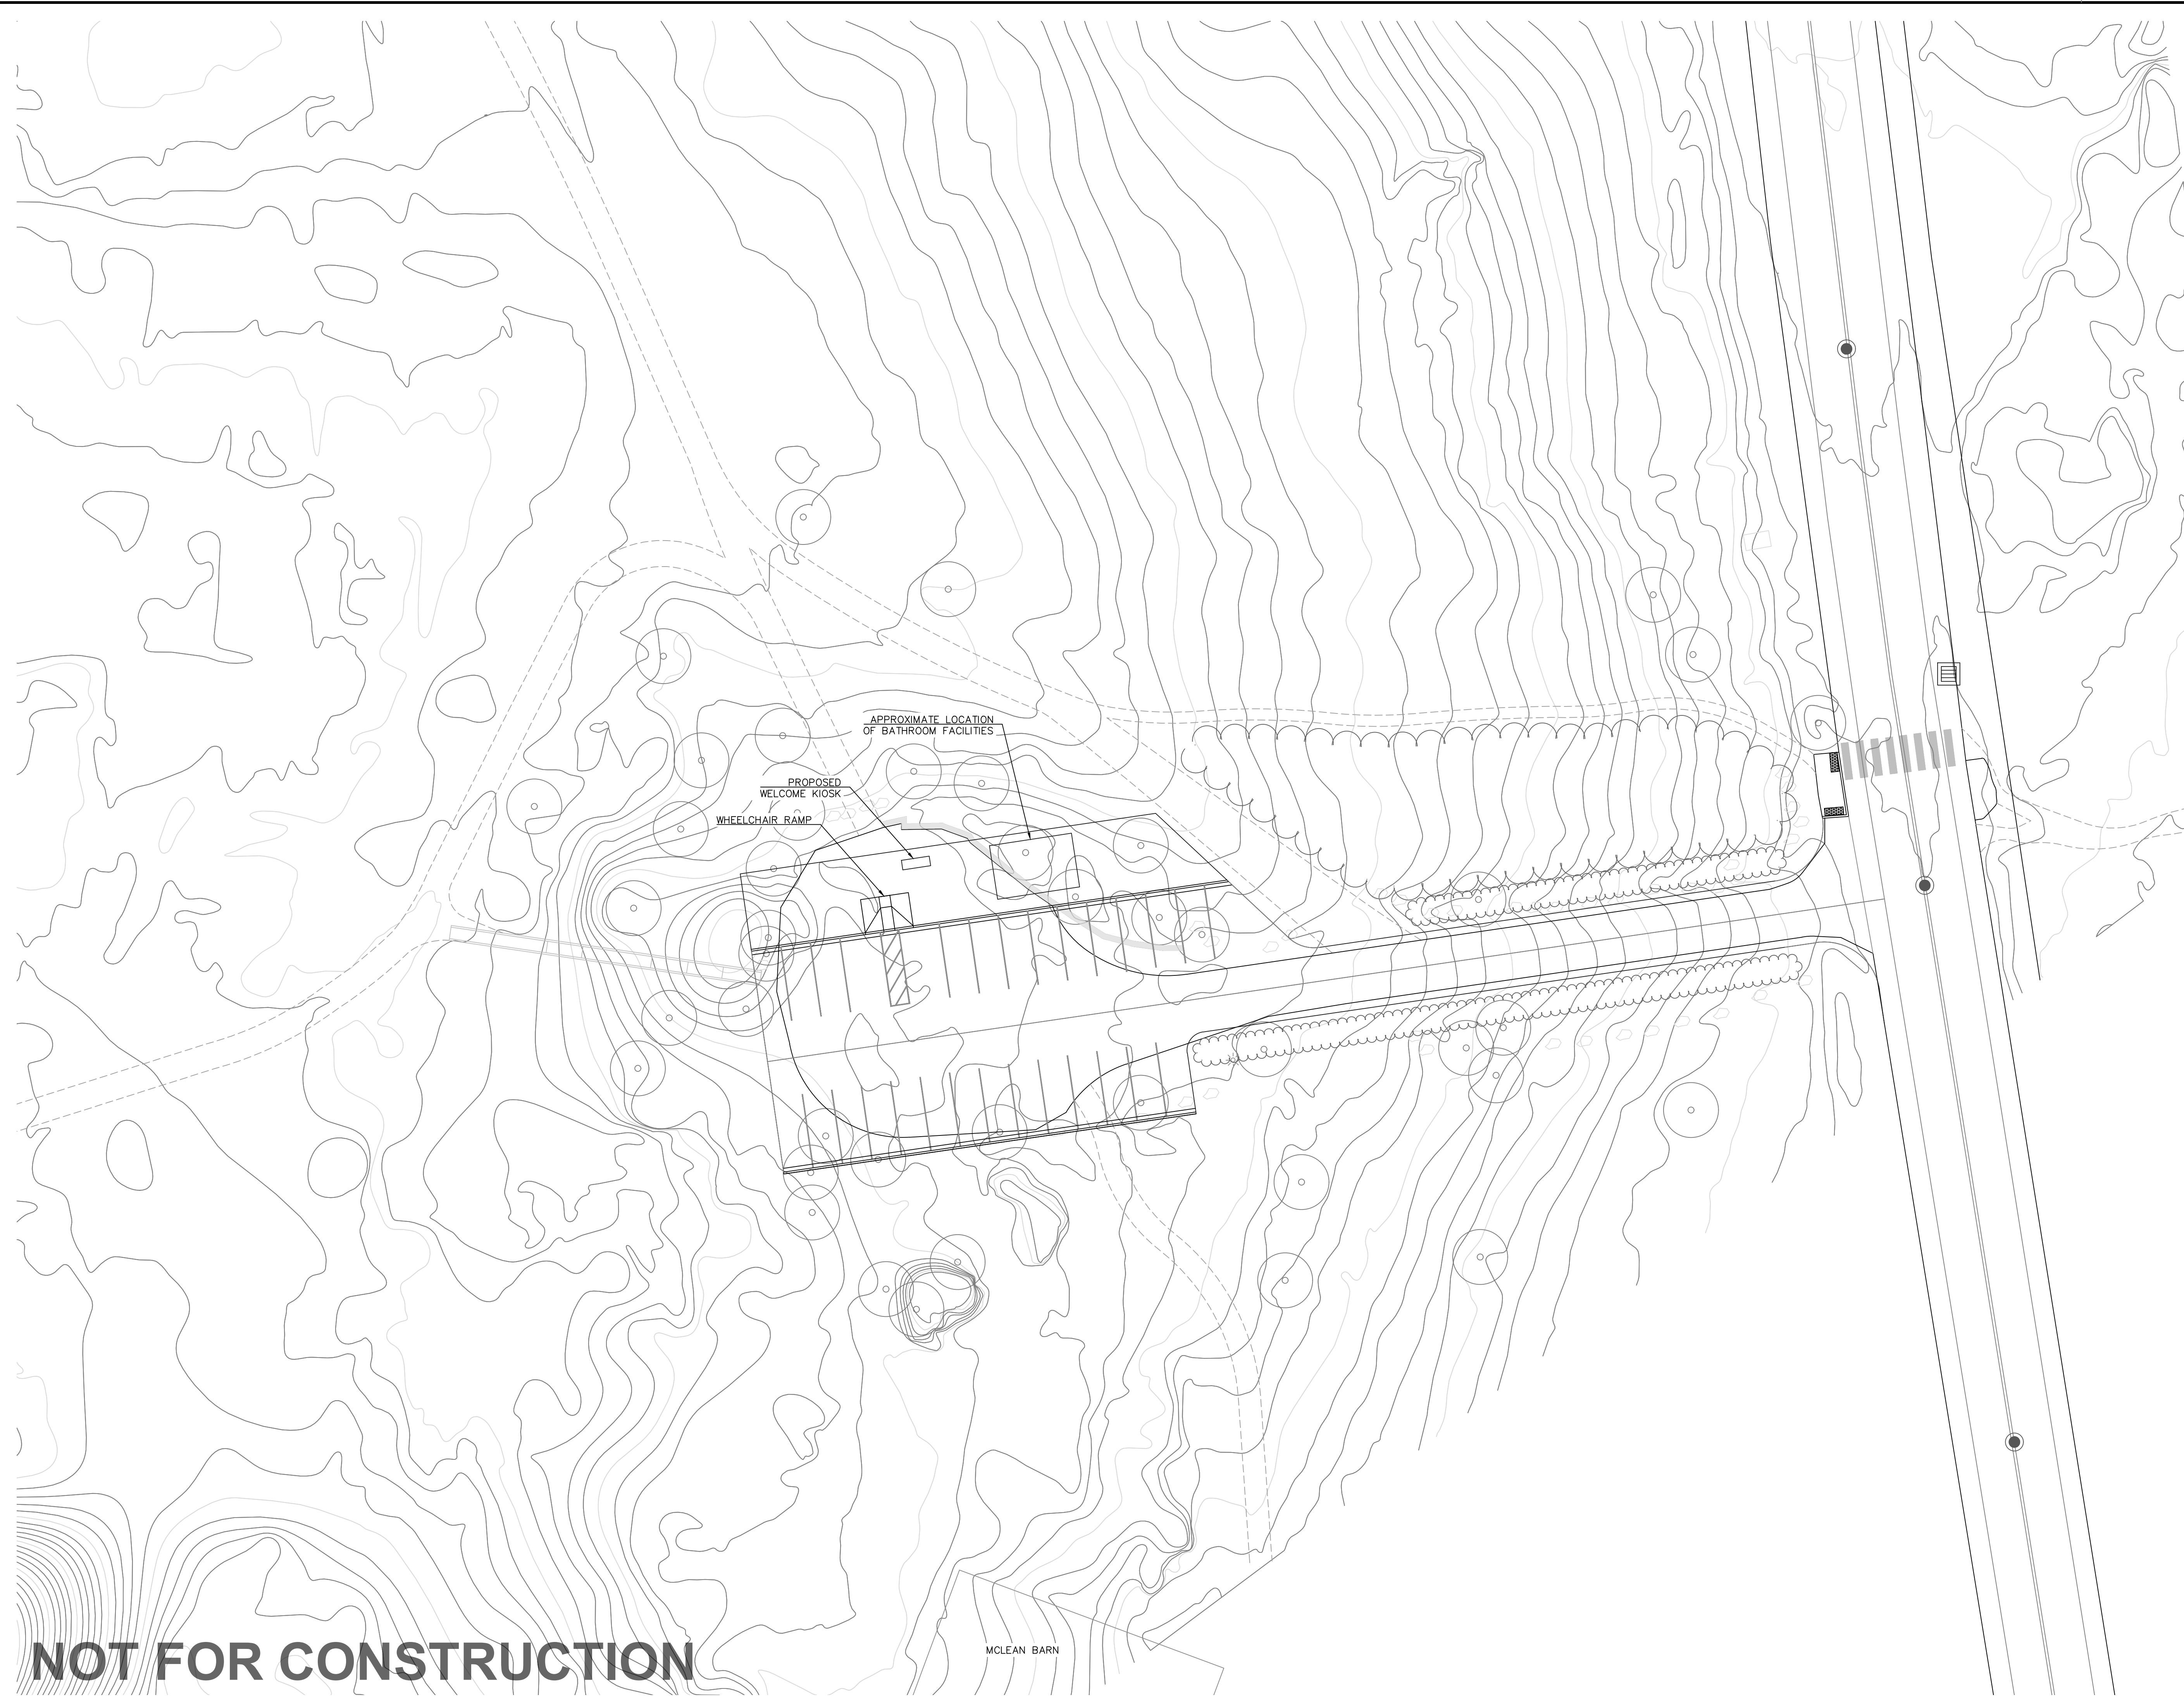 APPROXIMATE LOCATION
OF BATHROOM FACILITIES
PROPOSED
WELCOME KIOSK
WHEELCHAIR RAMP
MCLEAN BARN
NOT FOR CONSTRUCTION